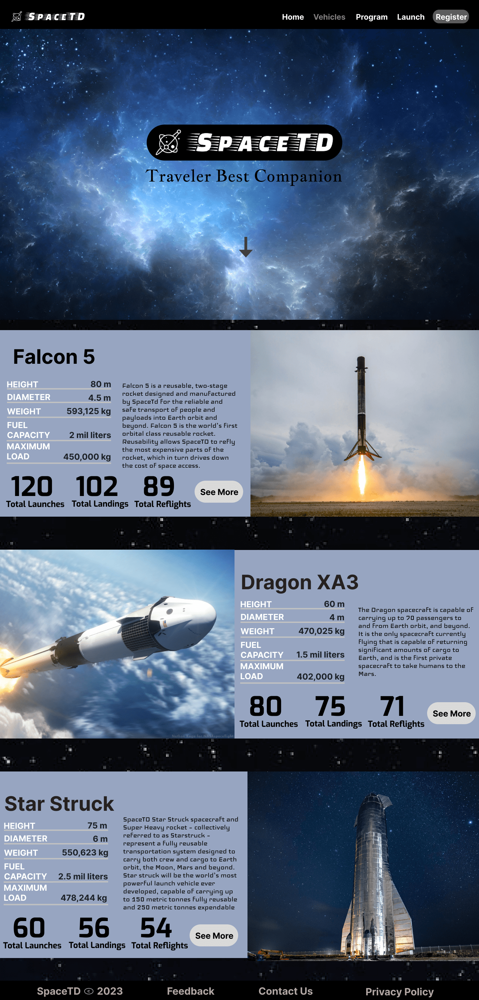 SPACETD
Home Vehicles Program Launch Register
SPACETD
Traveler Best Companion
Falcon 5
HEIGHT 80 m
DIAMETER 4.5 m
WEIGHT 593,125 kg
FUEL
CAPACITY 2 mil liters
MAXIMUM
LOAD 450,000 kg
Falcon 5 is a reusable, two-stage
rocket designed and manufactured
by SpaceTd for the reliable and
safe transport of people and
payloads into Earth orbit and
beyond. Falcon 5 is the world's first
orbital class reusable rocket.
Reusability allows SpaceTD to refly
the most expensive parts of the
rocket, which in turn drives down
the cost of space access.
120 102 89
Total Launches Total Landings Total Reflights
See More
Dragon XA3
HEIGHT 60 m
DIAMETER 4 m
WEIGHT 470,025 kg
FUEL
CAPACITY 1.5 mil liters
MAXIMUM
LOAD 402,000 kg
The Dragon spacecraft is capable of
carrying up to 70 passengers to
and from Earth orbit, and beyond.
It is the only spacecraft currently
flying that is capable of returning
significant amounts of cargo to
Earth, and is the first private
spacecraft to take humans to the
Mars.
80 75 71
Total Launches Total Landings Total Reflights
See More
Nathan Koga for NASAspaceflight.
Star Struck
HEIGHT 75 m
DIAMETER 6 m
WEIGHT 550,623 kg
FUEL
CAPACITY 2.5 mil liters
MAXIMUM
LOAD 478,244 kg
SpaceTD Star Struck spacecraft and
Super Heavy rocket - collectively
referred to as Starstruck -
represent a fully reusable
transportation system designed to
carry both crew and cargo to Earth
orbit, the Moon, Mars and beyond.
Star struck will be the world's most
powerful launch vehicle ever
developed, capable of carrying up
to 150 metric tonnes fully reusable
and 250 metric tonnes expendable
60 56 54
Total Launches Total Landings Total Reflights
See More
SpaceTD © 2023 Feedback Contact Us Privacy Policy